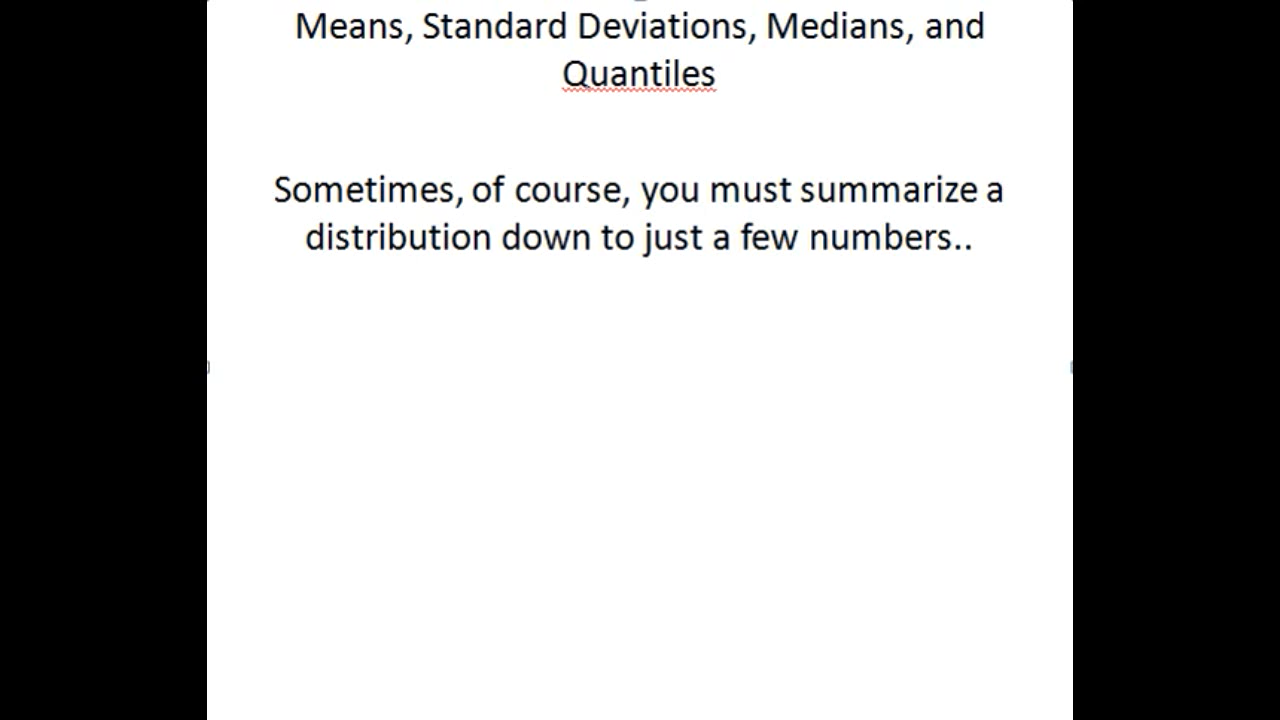 Means, Standard Deviations, Medians, and
Quantiles
Sometimes, of course, you must summarize a
distribution down to just a few numbers..